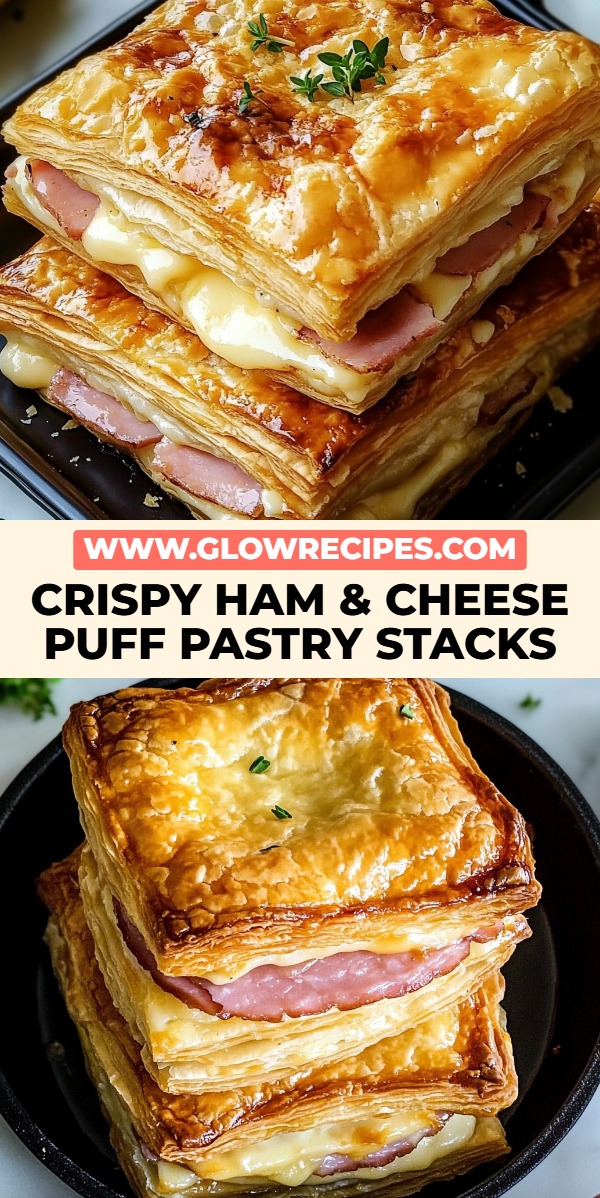 WWW.GLOWRECIPES.COM
CRISPY HAM & CHEESE
PUFF PASTRY STACKS